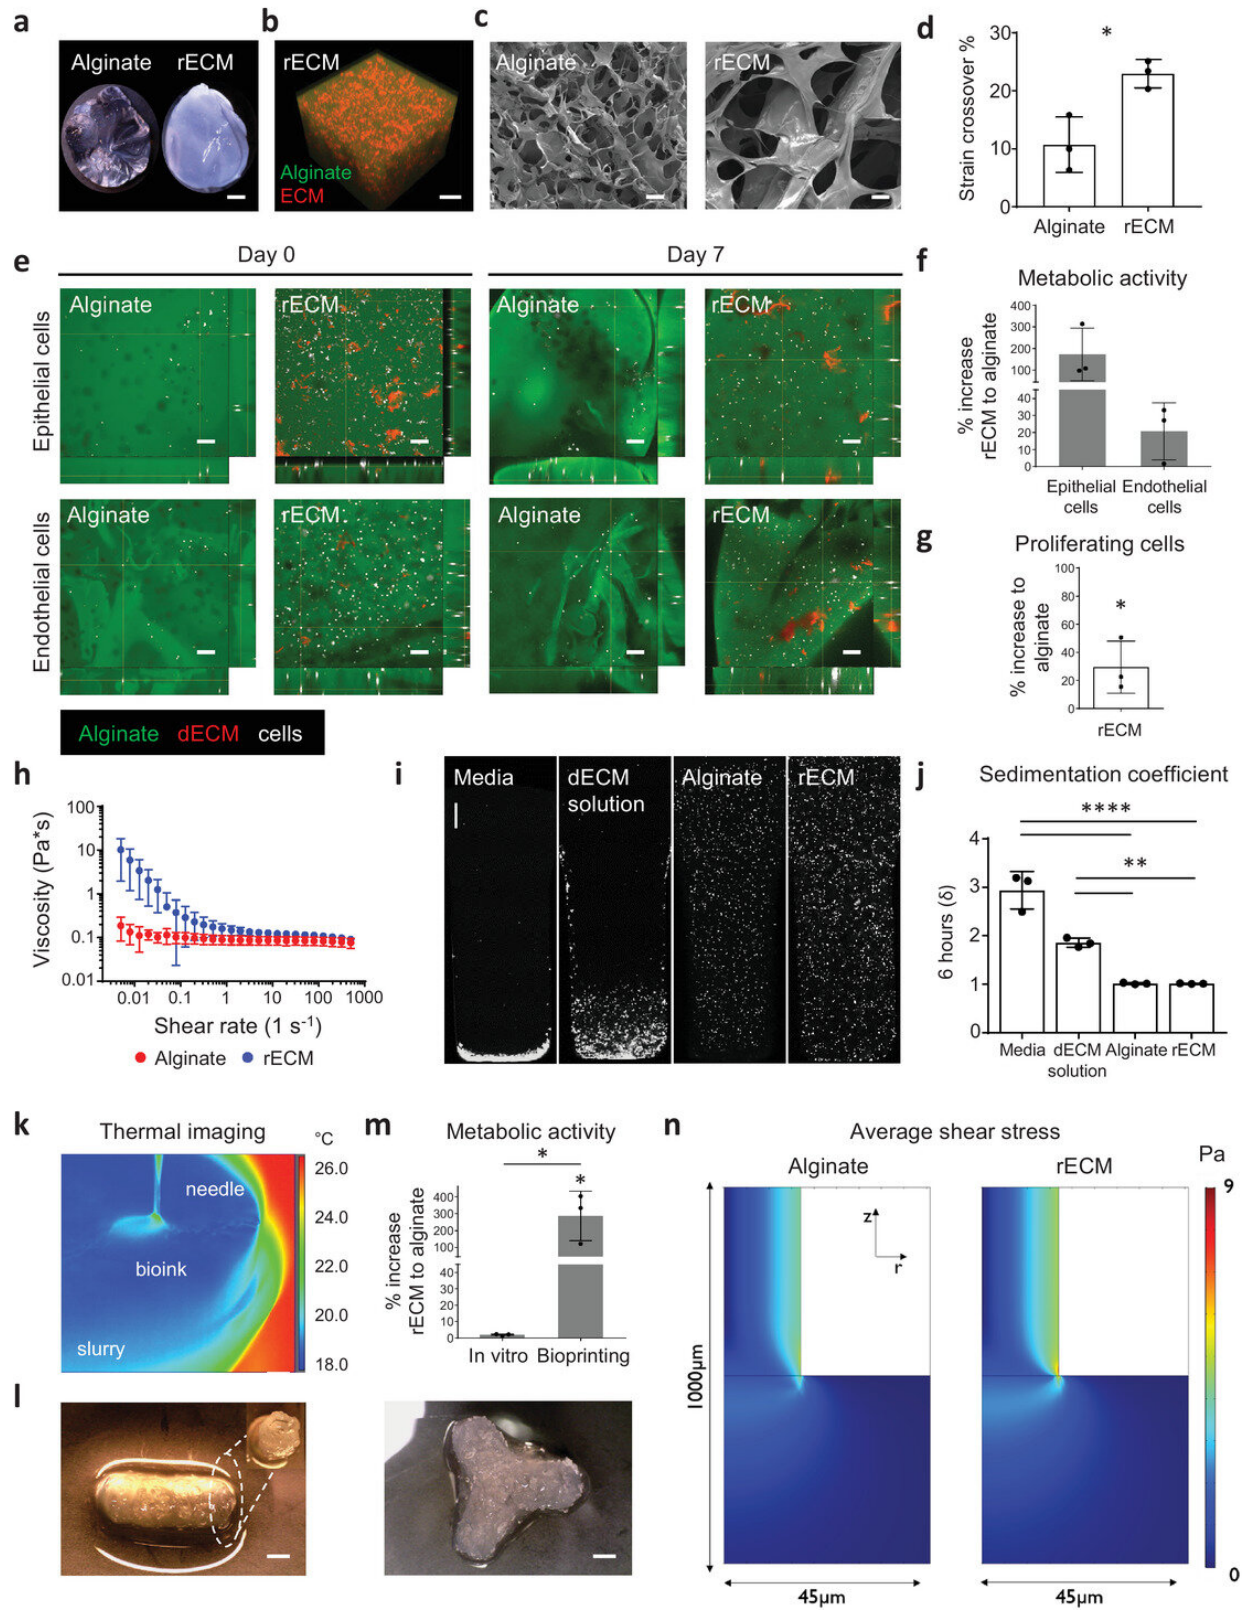 a
Alginate rECM
b
rECM
Alginate
ECM
c
Alginate
rECM
d
Strain crossover %
30
20
10
0
*
Alginate rECM
e
Day 0
Day 7
Epithelial cells
Alginate
rECM
Alginate
rECM
Endothelial cells
Alginate
rECM
Alginate
rECM
Alginate dECM cells
f
Metabolic activity
% increase
rECM to alginate
400
300
200
100
40
30
20
10
0
Epithelial Endothelial
cells cells
g
Proliferating cells
% increase to
alginate
100
80
60
40
20
0
*
rECM
h
Viscosity (Pa*s)
100
10
1
0.1
0.01
0.01 0.1 1 10 100 1000
Shear rate (1 s-1)
Alginate rECM
i
Media
dECM
solution
Alginate
rECM
j
Sedimentation coefficient
6 hours (δ)
4
3
2
1
0
****
**
Media dECM Alginate rECM
solution
k
Thermal imaging
°C
26.0
24.0
22.0
20.0
18.0
needle
bioink
slurry
l
m
Metabolic activity
% increase
rECM to alginate
400
300
200
100
40
30
20
10
0
*
*
In vitro Bioprinting
n
Average shear stress
Alginate
rECM
Pa
9
0
z
r
1000µm
45µm
45µm